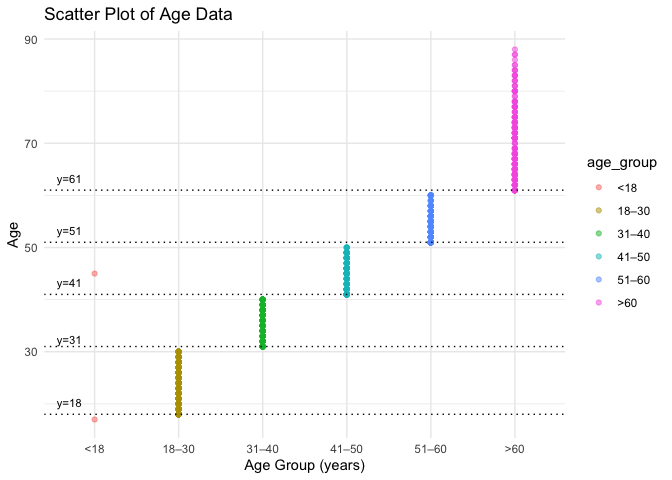 Scatter Plot of Age Data
90
70
50
30
Age
y=61
y=51
y=41
y=31
y=18
<18
18–30
31–40
41–50
51–60
>60
Age Group (years)
age_group
<18
18–30
31–40
41–50
51–60
>60